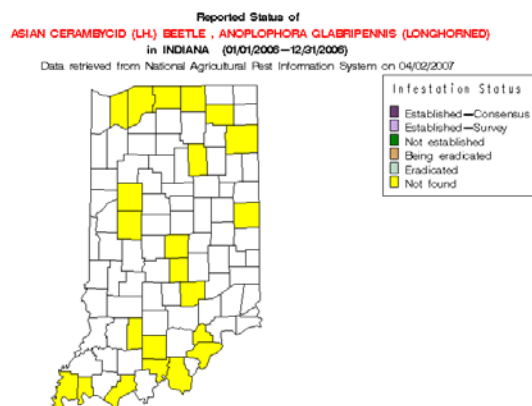 Reported Status of
ASIAN CERAMBYCID (LH.) BEETLE , ANOPLOPHORA GLABRIPENNIS (LONGHORNED)
in INDIANA (01/01/2006—12/31/2006)
Data retrieved from National Agricultural Pest Information System on 04/02/2007
Infestation Status
Established—Consensus
Established—Survey
Not established
Being eradicated
Eradicated
Not found